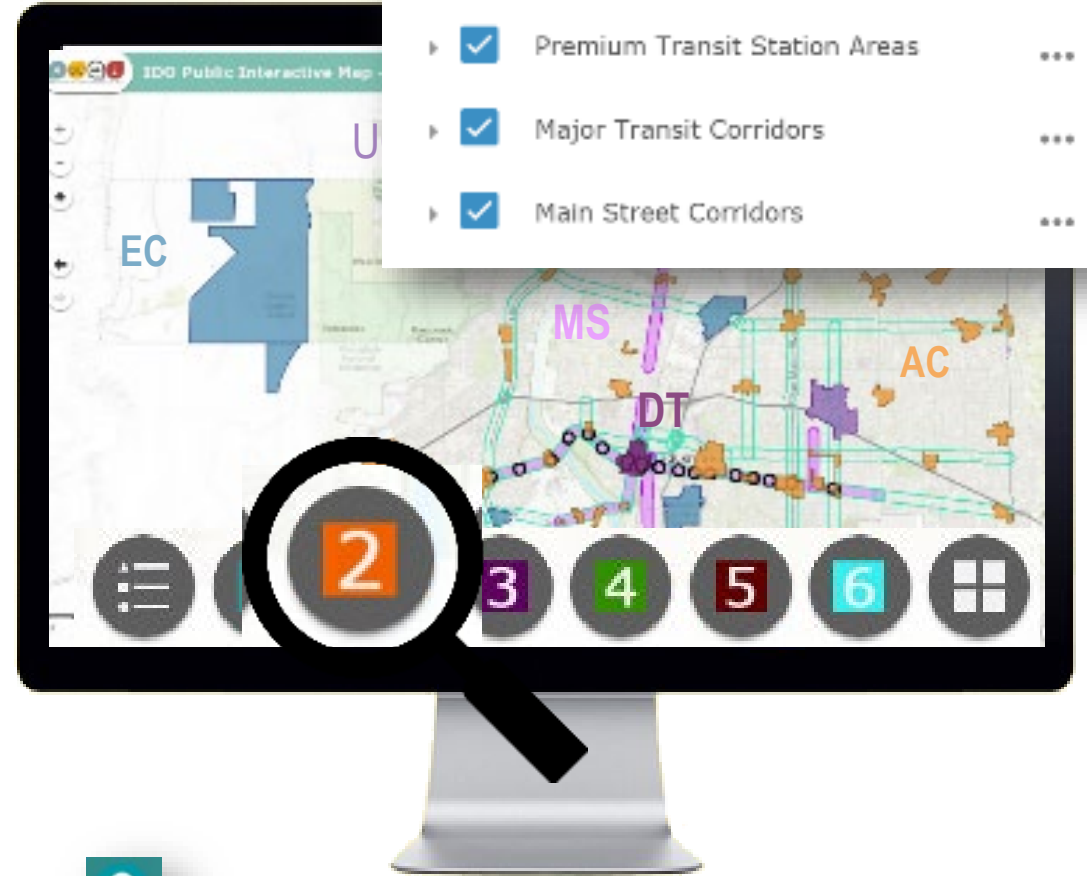 Premium Transit Station Areas
IDO Public Interactive Map -
Major Transit Corridors
U
Main Street Corridors
EC
MS
AC
DT
2
3
4
5
6